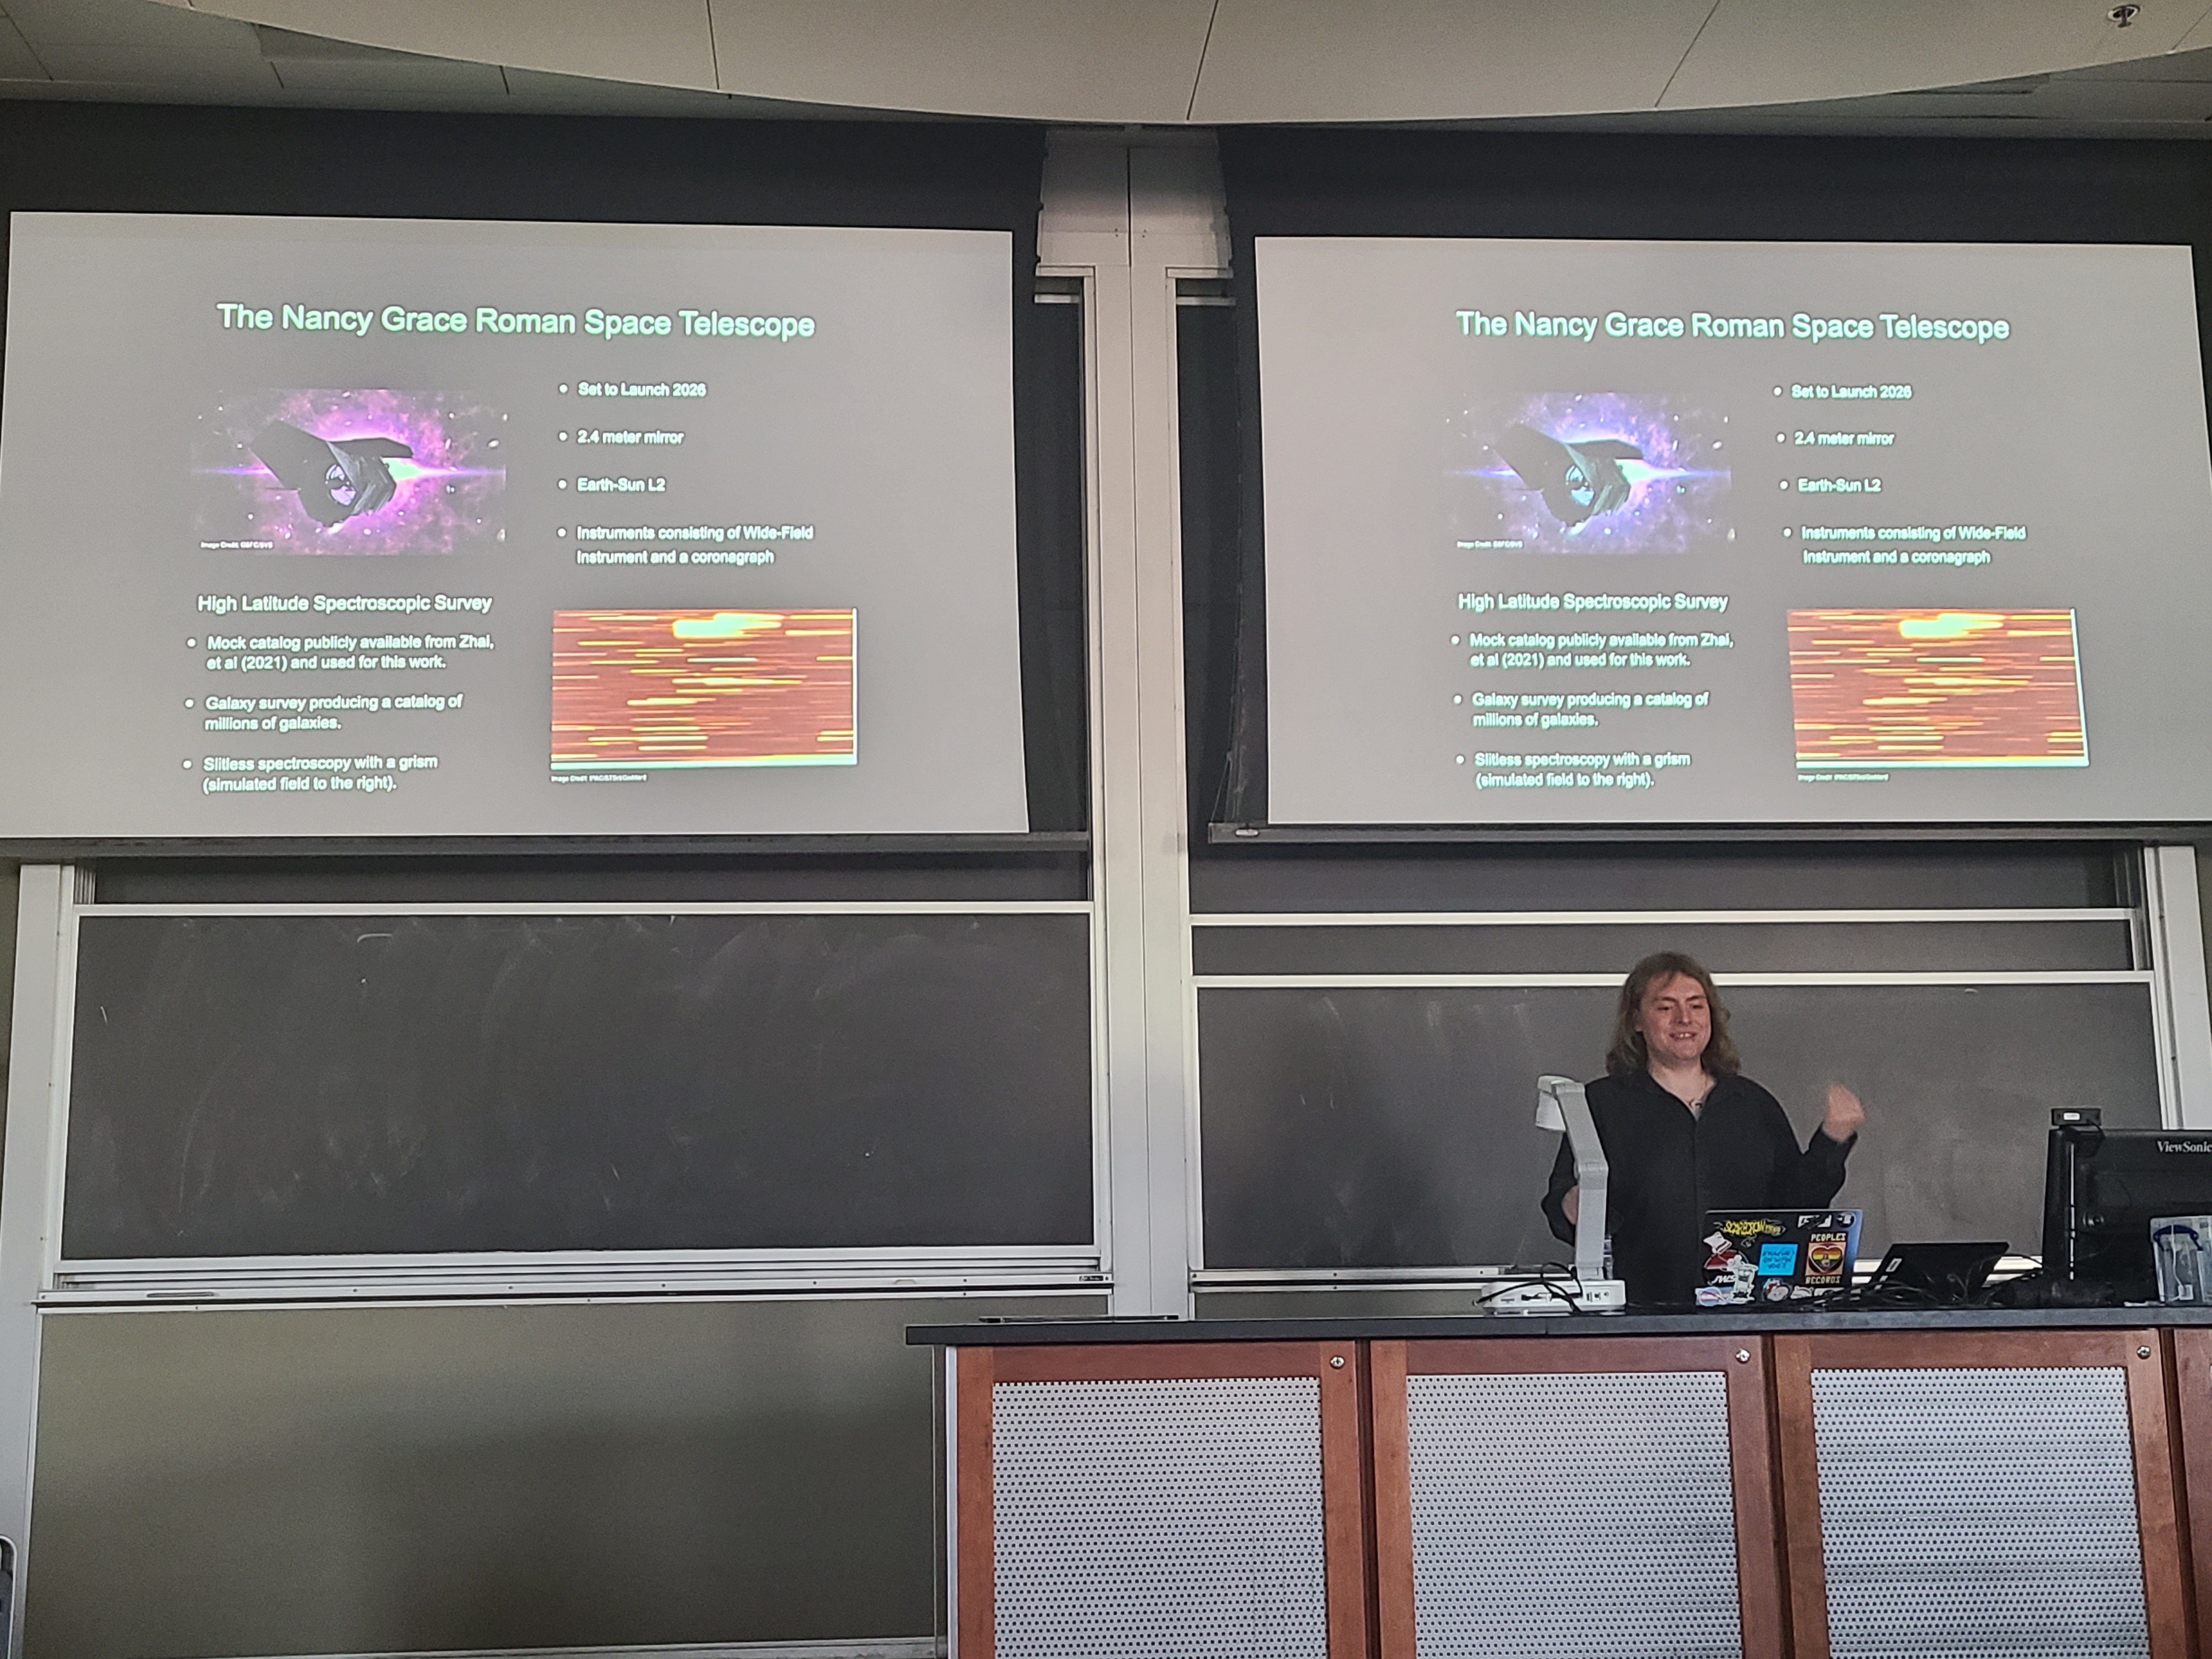 The Nancy Grace Roman Space Telescope
Set to Launch 2026
2.4 meter mirror
Earth-Sun L2
Instruments consisting of Wide-Field
Instrument and a coronagraph
Image Credit: GSFC/SVS
High Latitude Spectroscopic Survey
Mock catalog publicly available from Zhai,
et al (2021) and used for this work.
Galaxy survey producing a catalog of
millions of galaxies.
Slitless spectroscopy with a grism
(simulated field to the right).
Image Credit:
The Nancy Grace Roman Space Telescope
Set to Launch 2026
2.4 meter mirror
Earth-Sun L2
Instruments consisting of Wide-Field
Instrument and a coronagraph
Image Credit: GSFC/SVS
High Latitude Spectroscopic Survey
Mock catalog publicly available from Zhai,
et al (2021) and used for this work.
Galaxy survey producing a catalog of
millions of galaxies.
Slitless spectroscopy with a grism
(simulated field to the right).
Image Credit:
ViewSonic
PEOPLES
RECORDS